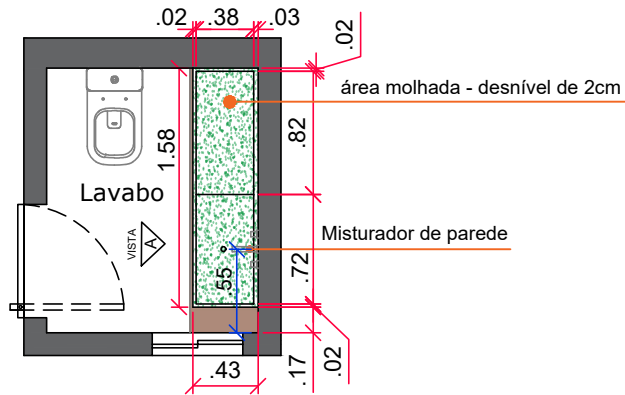 .02 .38 .03
.02
área molhada - desnível de 2cm
1.58
.82
Lavabo
VISTA
A
Misturador de parede
.55
.72
.43
.17
.02